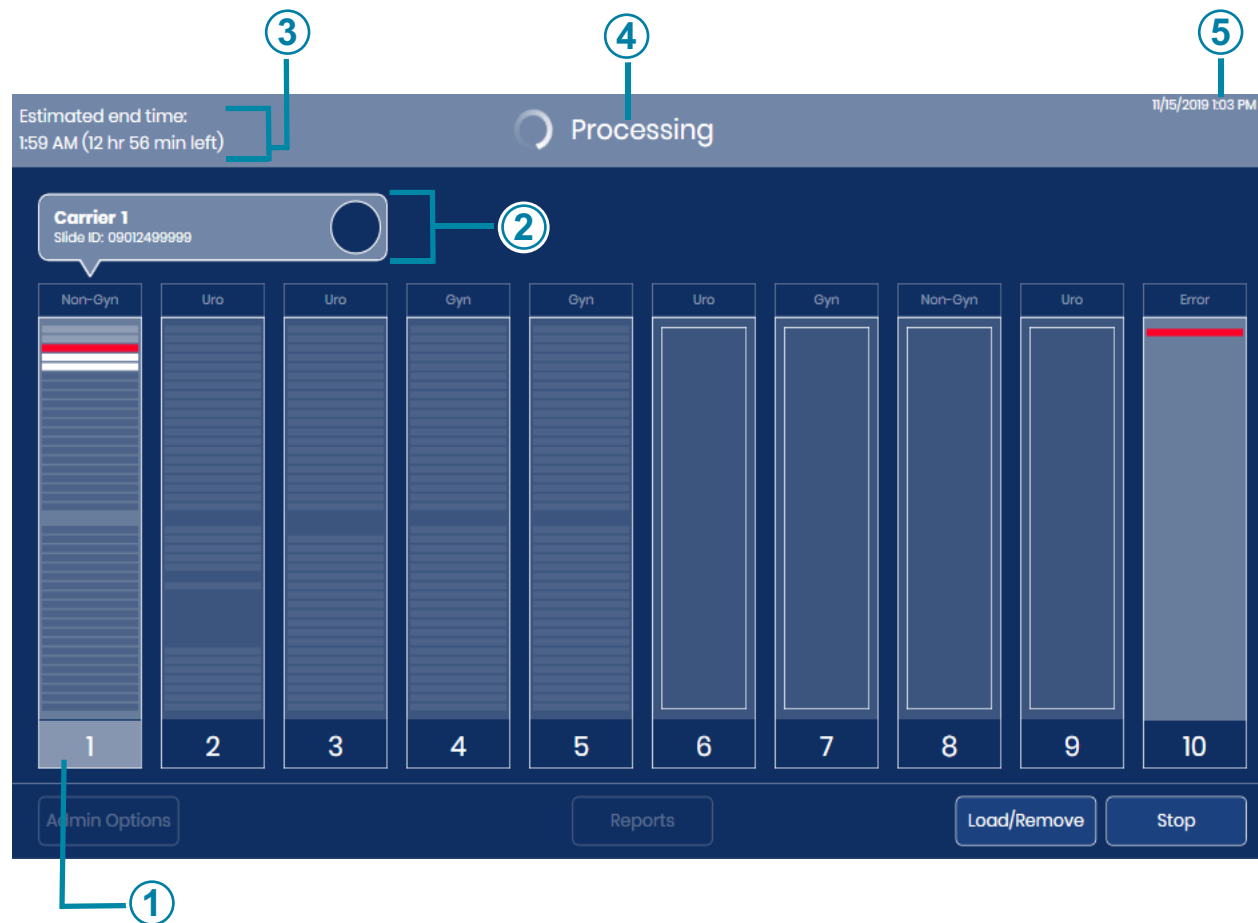 3
4
5
Estimated end time:
1:59 AM (12 hr 56 min left)
Processing
11/15/2019 1:03 PM
Carrier 1
Slide ID: 09012499999
2
Non-Gyn
Uro
Uro
Gyn
Gyn
Uro
Gyn
Non-Gyn
Uro
Error
1
2
3
4
5
6
7
8
9
10
Admin Options
Reports
Load/Remove
Stop
1